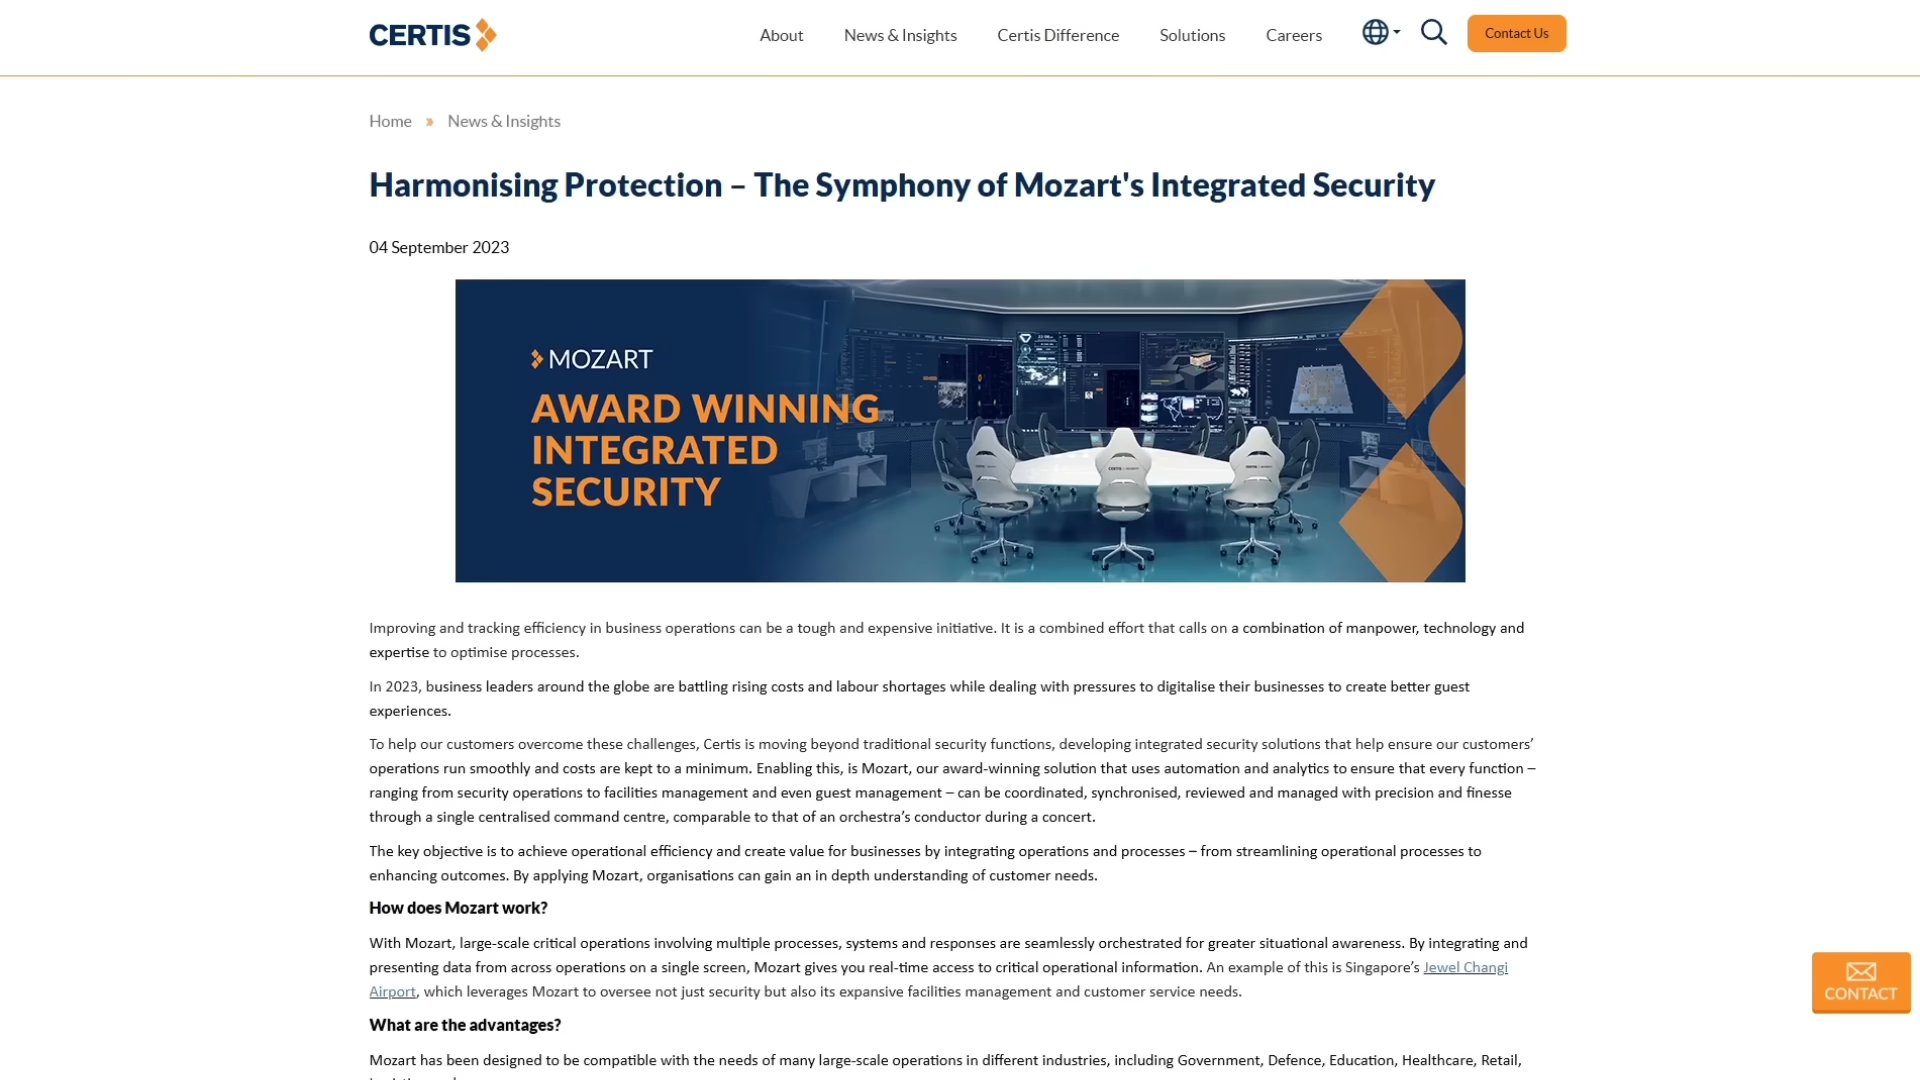 CERTIS
About
News & Insights
Certis Difference
Solutions
Careers
Contact Us
Home » News & Insights
Harmonising Protection – The Symphony of Mozart's Integrated Security
04 September 2023
MOZART
AWARD WINNING
INTEGRATED
SECURITY
Improving and tracking efficiency in business operations can be a tough and expensive initiative. It is a combined effort that calls on a combination of manpower, technology and
expertise to optimise processes.
In 2023, business leaders around the globe are battling rising costs and labour shortages while dealing with pressures to digitalise their businesses to create better guest
experiences.
To help our customers overcome these challenges, Certis is moving beyond traditional security functions, developing integrated security solutions that help ensure our customers’
operations run smoothly and costs are kept to a minimum. Enabling this, is Mozart, our award-winning solution that uses automation and analytics to ensure that every function –
ranging from security operations to facilities management and even guest management – can be coordinated, synchronised, reviewed and managed with precision and finesse
through a single centralised command centre, comparable to that of an orchestra’s conductor during a concert.
The key objective is to achieve operational efficiency and create value for businesses by integrating operations and processes – from streamlining operational processes to
enhancing outcomes. By applying Mozart, organisations can gain an in depth understanding of customer needs.
How does Mozart work?
With Mozart, large-scale critical operations involving multiple processes, systems and responses are seamlessly orchestrated for greater situational awareness. By integrating and
presenting data from across operations on a single screen, Mozart gives you real-time access to critical operational information. An example of this is Singapore’s Jewel Changi
Airport, which leverages Mozart to oversee not just security but also its expansive facilities management and customer service needs.
CONTACT
What are the advantages?
Mozart has been designed to be compatible with the needs of many large-scale operations in different industries, including Government, Defence, Education, Healthcare, Retail,